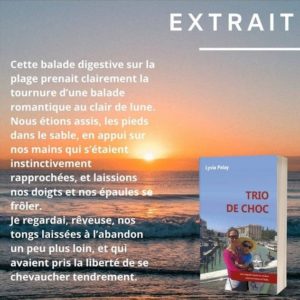 EXTRAIT
Cette balade digestive sur la
plage prenait clairement la
tournure d'une balade
romantique au clair de lune.
Nous étions assis, les pieds
dans le sable, en appui sur
nos mains qui s'étaient
instinctivement
rapprochées, et laissions
nos doigts et nos épaules se
frôler.
Je regardai, rêveuse, nos
tongs laissées à l'abandon
un peu plus loin, et qui
avaient pris la liberté de se
chevaucher tendrement.
Lyvia Palay
TRIO
DE CHOC